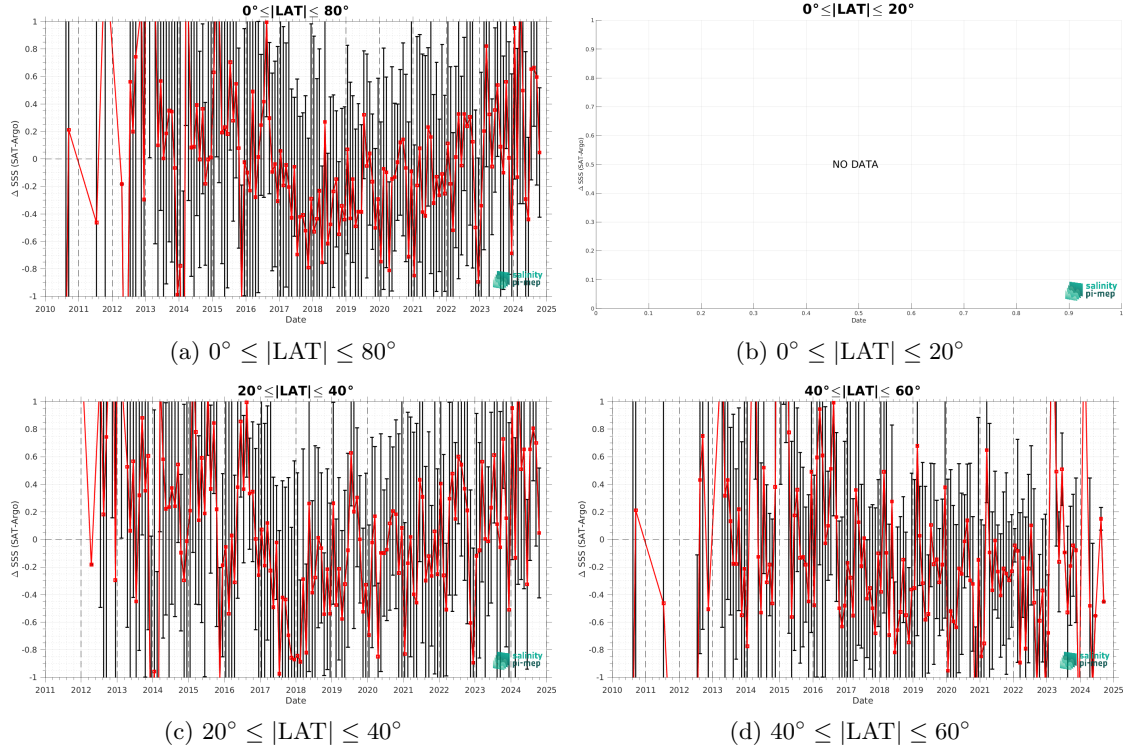 0°≤|LAT|≤ 80°
1
0.8
0.6
0.4
0.2
0
-0.2
-0.4
-0.6
-0.8
-1
Δ SSS (SAT-Argo)
2010 2011 2012 2013 2014 2015 2016 2017 2018 2019 2020 2021 2022 2023 2024 2025
Date
salinity
pi-mep
(a) 0° ≤ |LAT| ≤ 80°
0°≤|LAT|≤ 20°
1
0.9
0.8
0.7
0.6
0.5
0.4
0.3
0.2
0.1
0
Δ SSS (SAT-Argo)
NO DATA
0 0.1 0.2 0.3 0.4 0.5 0.6 0.7 0.8 0.9 1
Date
salinity
pi-mep
(b) 0° ≤ |LAT| ≤ 20°
20°≤|LAT|≤ 40°
1
0.8
0.6
0.4
0.2
0
-0.2
-0.4
-0.6
-0.8
-1
Δ SSS (SAT-Argo)
2011 2012 2013 2014 2015 2016 2017 2018 2019 2020 2021 2022 2023 2024 2025
Date
salinity
pi-mep
(c) 20° ≤ |LAT| ≤ 40°
40°≤|LAT|≤ 60°
1
0.8
0.6
0.4
0.2
0
-0.2
-0.4
-0.6
-0.8
-1
Δ SSS (SAT-Argo)
2010 2011 2012 2013 2014 2015 2016 2017 2018 2019 2020 2021 2022 2023 2024 2025
Date
salinity
pi-mep
(d) 40° ≤ |LAT| ≤ 60°